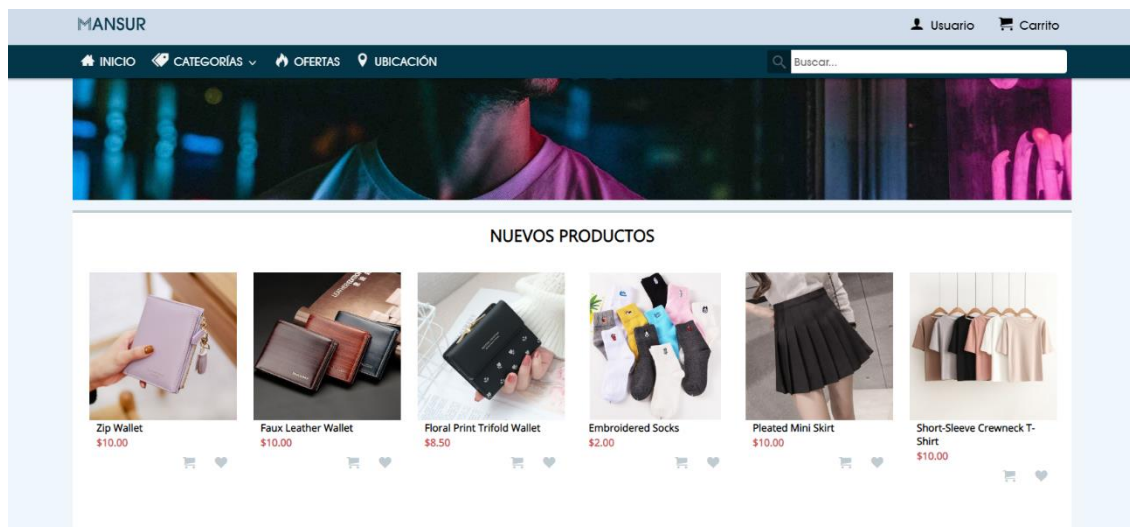 MANSUR
Usuario Carrito
INICIO CATEGORÍAS OFERTAS UBICACIÓN Buscar...
NUEVOS PRODUCTOS
Zip Wallet
$10.00
Faux Leather Wallet
$10.00
Floral Print Trifold Wallet
$8.50
Embroidered Socks
$2.00
Pleated Mini Skirt
$10.00
Short-Sleeve Crewneck T-
Shirt
$10.00